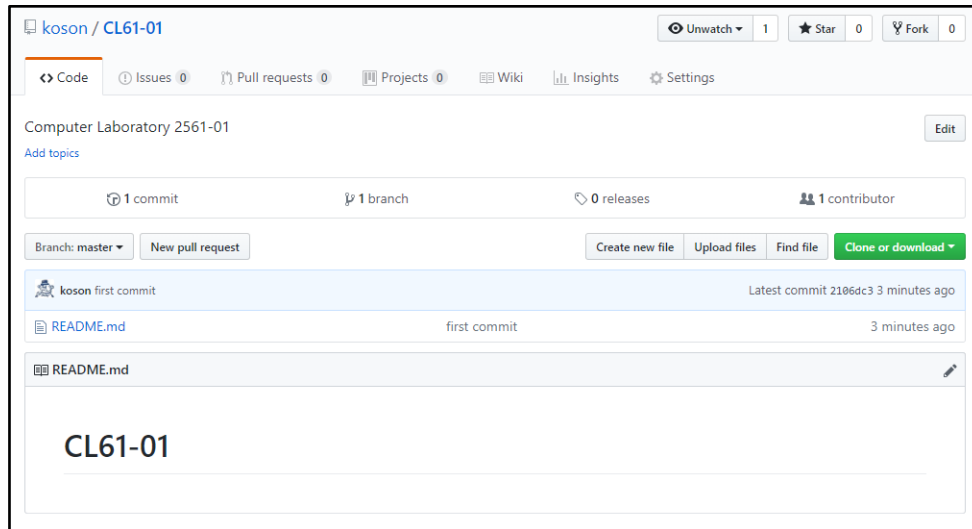 koson / CL61-01
Unwatch 1 Star 0 Fork 0
Code Issues 0 Pull requests 0 Projects 0 Wiki Insights Settings
Computer Laboratory 2561-01 Edit
Add topics
1 commit 1 branch 0 releases 1 contributor
Branch: master New pull request Create new file Upload files Find file Clone or download
koson first commit Latest commit 2106dc3 3 minutes ago
README.md first commit 3 minutes ago
README.md
CL61-01